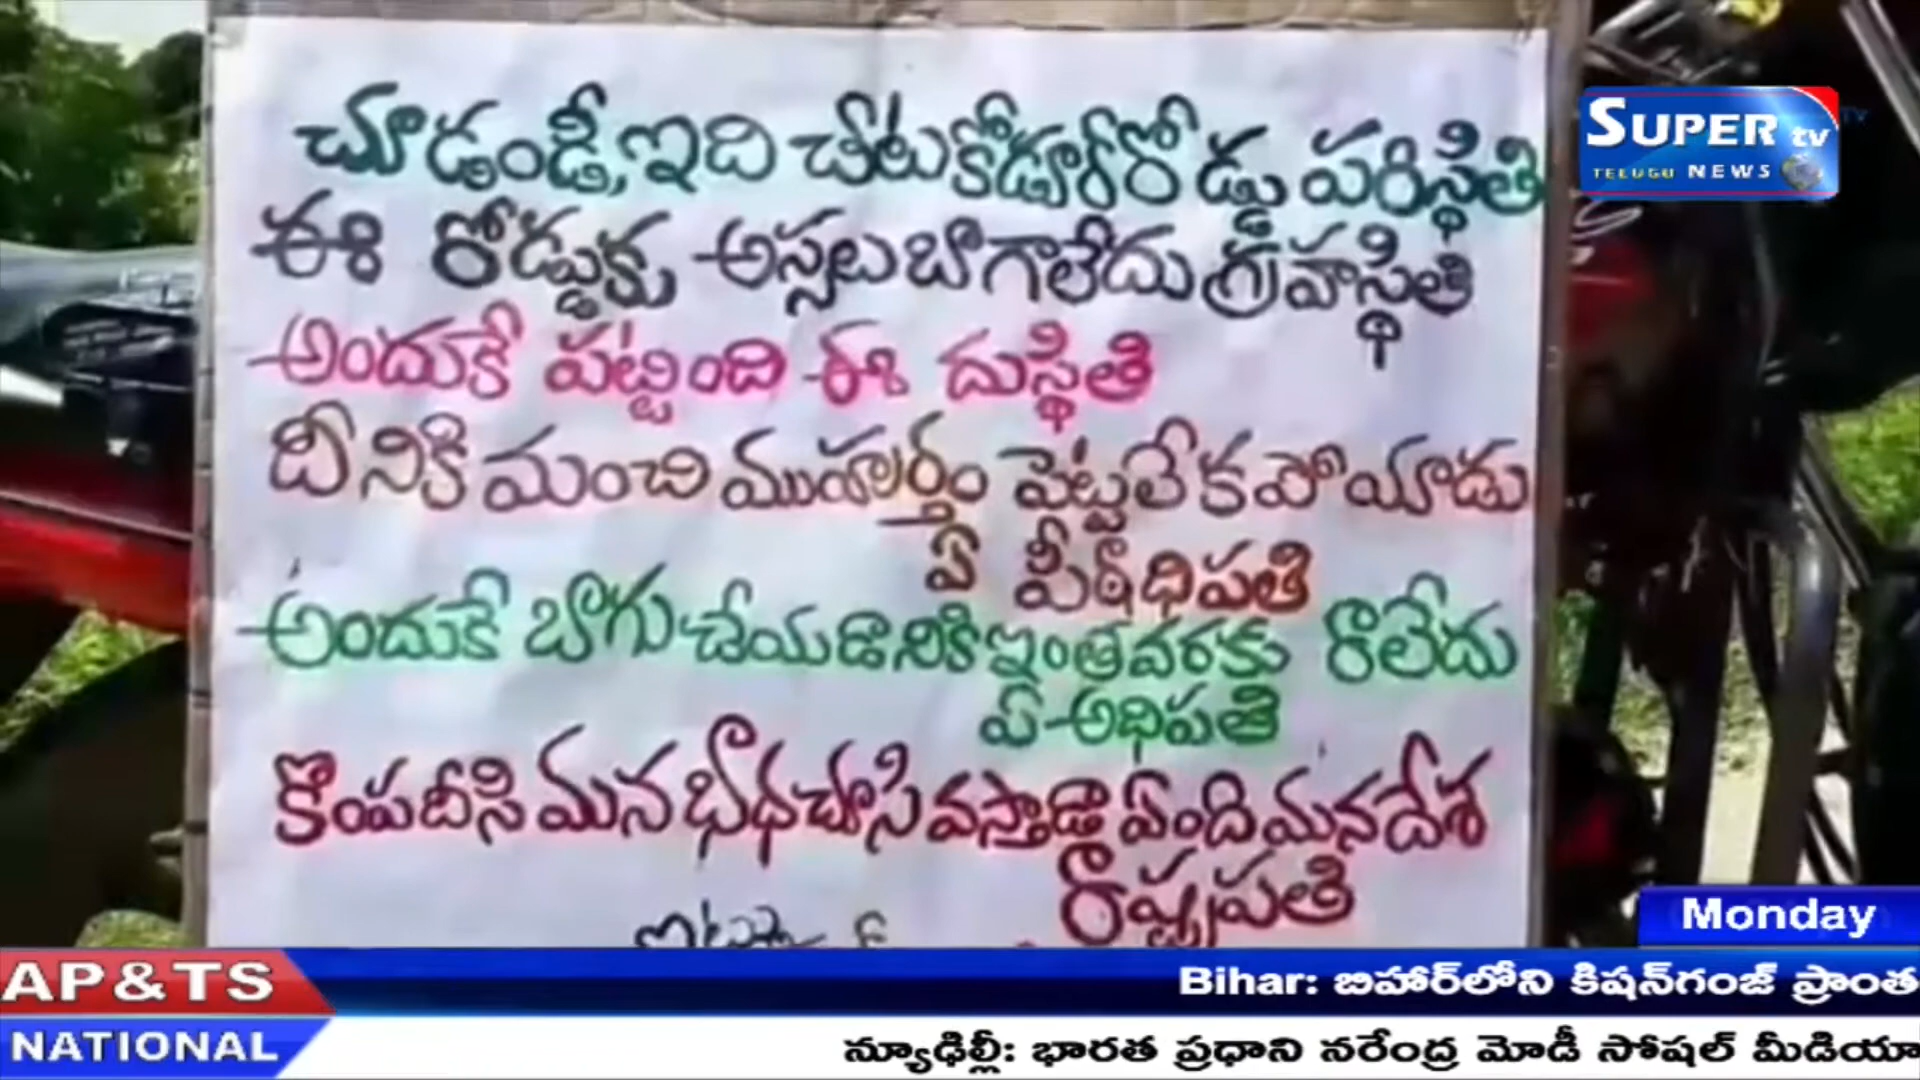 చూడండీ, ఇది చీటకోడూర్ రోడ్డు పరిస్థితి
ఈ రోడ్డుకు అస్సలు బాగాలేదు గ్రహస్థితి
అందుకే పట్టింది ఈ దుస్థితి
దీనికి మంచి ముహూర్తం పెట్టలేకపోయాడు
ఏ పీఠాధిపతి
అందుకే బాగు చేయడానికి ఇంతవరకు రాలేదు
ఏ అధిపతి
కొంపదీసి మన భాధ చూసి వస్తాడా ఏంది మన దేశ
రాష్ట్రపతి
SUPER tv
TELUGU NEWS
Monday
AP&TS
Bihar: బిహార్‌లోని కిషన్‌గంజ్ ప్రాంత
NATIONAL
న్యూఢిల్లీ: భారత ప్రధాని నరేంద్ర మోడీ సోషల్ మీడియా